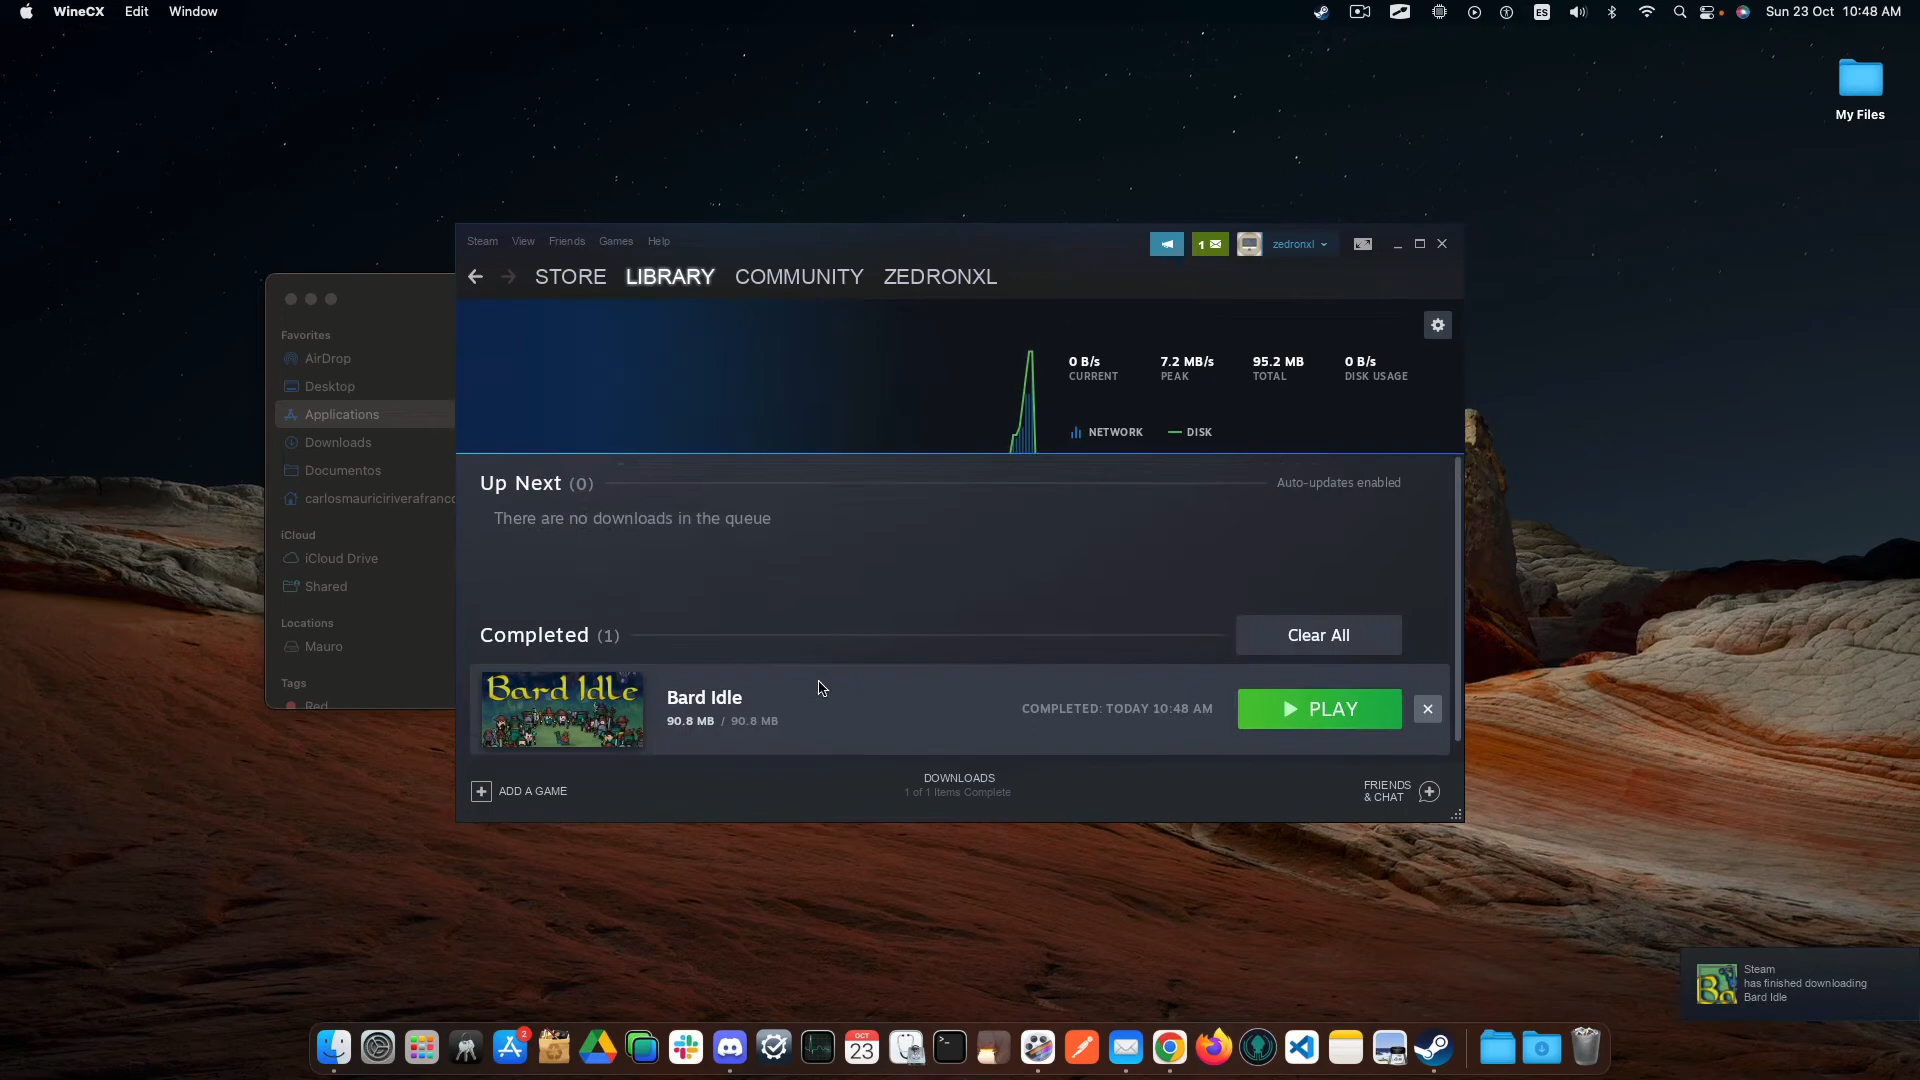 WineCX Edit Window
ES
Sun 23 Oct 10:48 AM
My Files
Steam View Friends Games Help
1
zedronxl
STORE LIBRARY COMMUNITY ZEDRONXL
Favorites
AirDrop
Desktop
Applications
Downloads
Documentos
carlosmauriciriverafranco
iCloud
iCloud Drive
Shared
Locations
Mauro
Tags
Red
0 B/s 7.2 MB/s 95.2 MB 0 B/s
CURRENT PEAK TOTAL DISK USAGE
NETWORK DISK
Up Next (0)
Auto-updates enabled
There are no downloads in the queue
Completed (1)
Clear All
Bard Idle
Bard Idle
90.8 MB / 90.8 MB
COMPLETED: TODAY 10:48 AM
PLAY
ADD A GAME
DOWNLOADS
1 of 1 Items Complete
FRIENDS
& CHAT
Steam
has finished downloading
Bard Idle
2
OCT
23